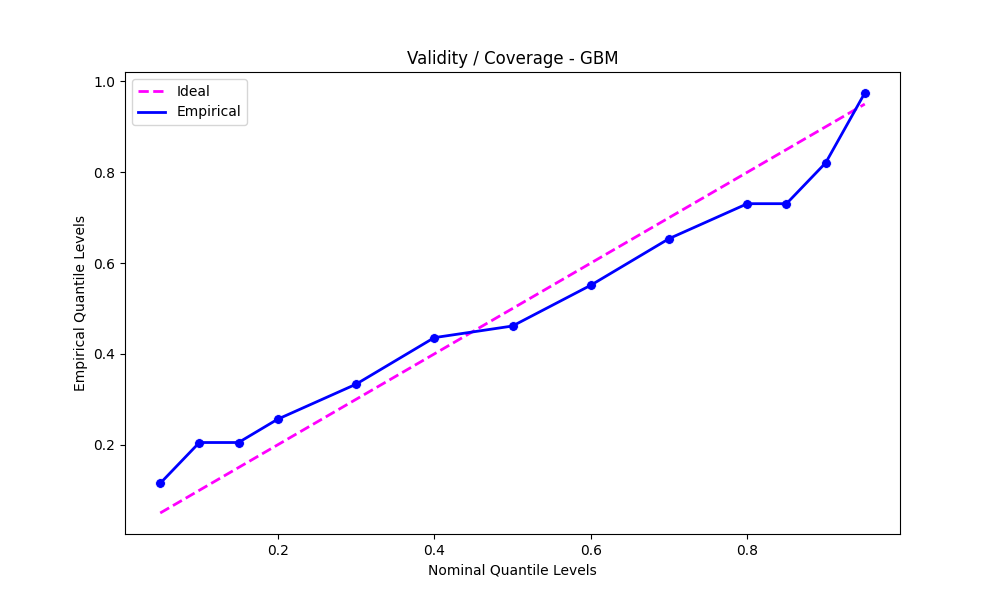 Validity / Coverage - GBM
Ideal
Empirical
1.0
0.8
0.6
0.4
0.2
Empirical Quantile Levels
0.2 0.4 0.6 0.8
Nominal Quantile Levels